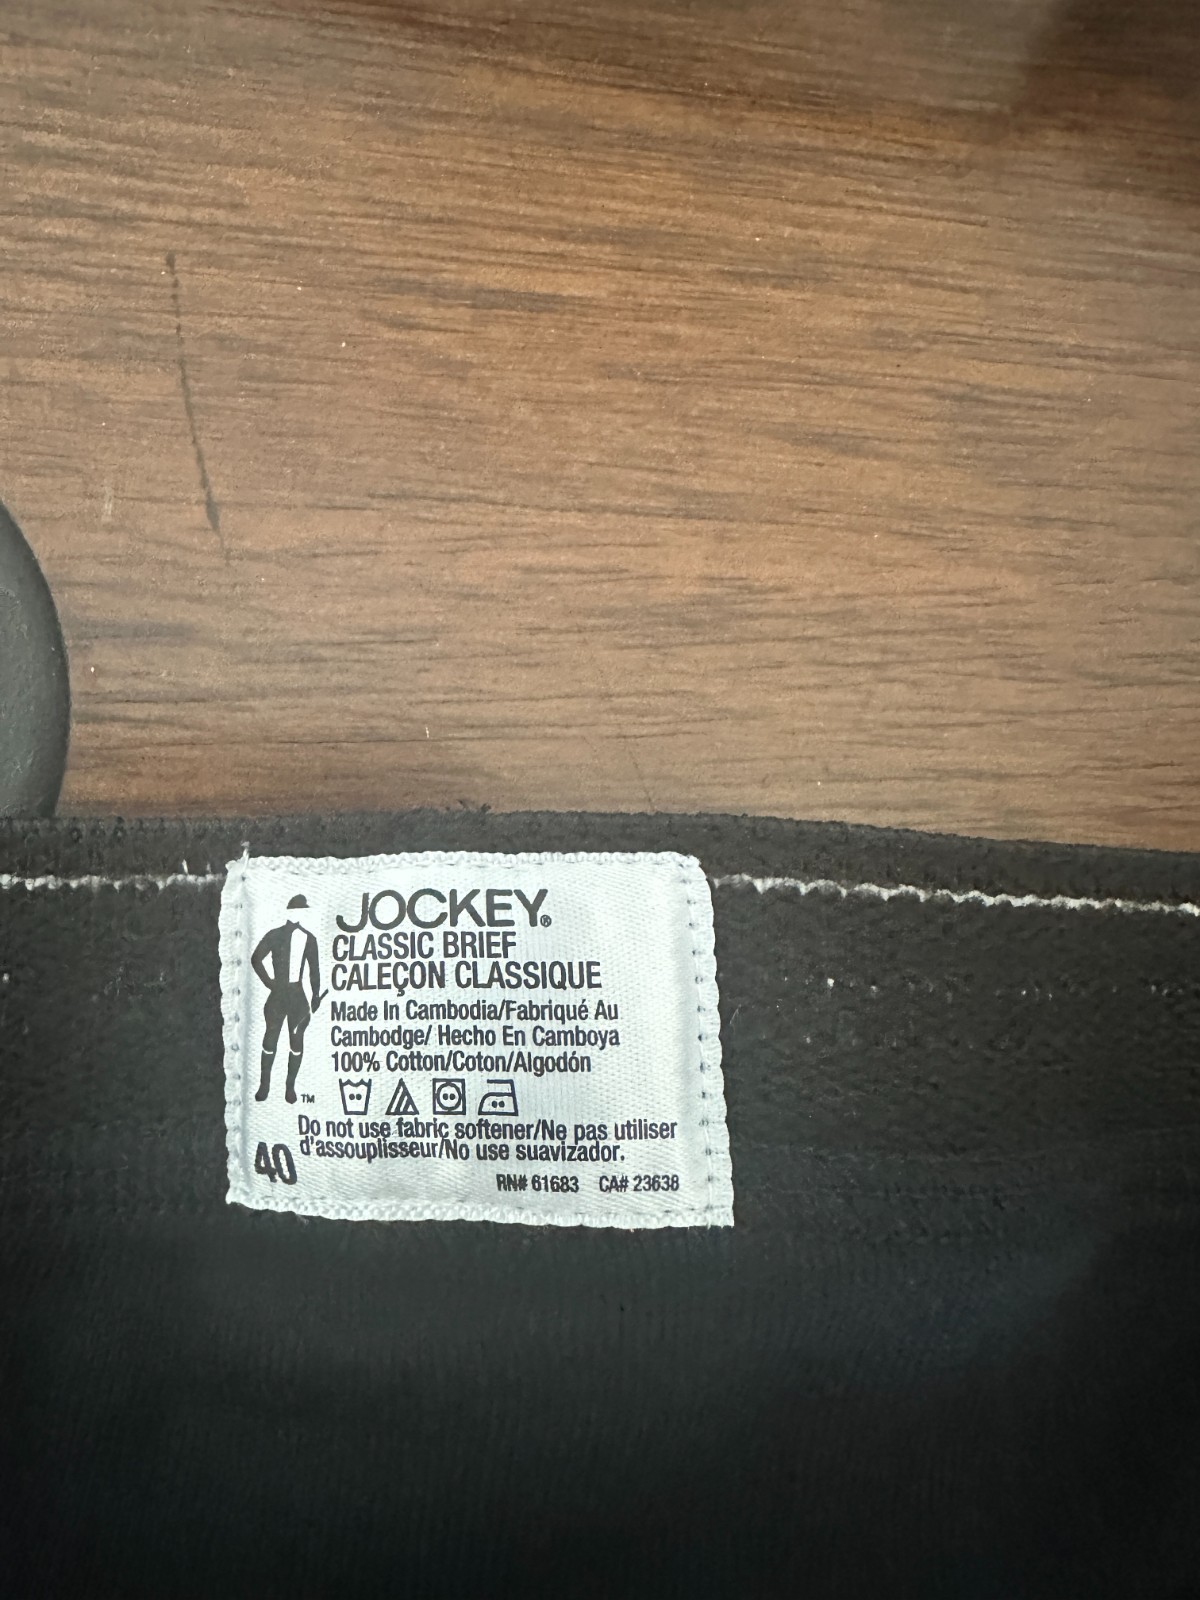 JOCKEY®
CLASSIC BRIEF
CALEÇON CLASSIQUE
Made In Cambodia/Fabriqué Au
Cambodge/ Hecho En Camboya
100% Cotton/Coton/Algodón
TM
Do not use fabric softener/Ne pas utiliser
d'assouplisseur/No use suavizador.
40
RN# 61683 CA# 23638